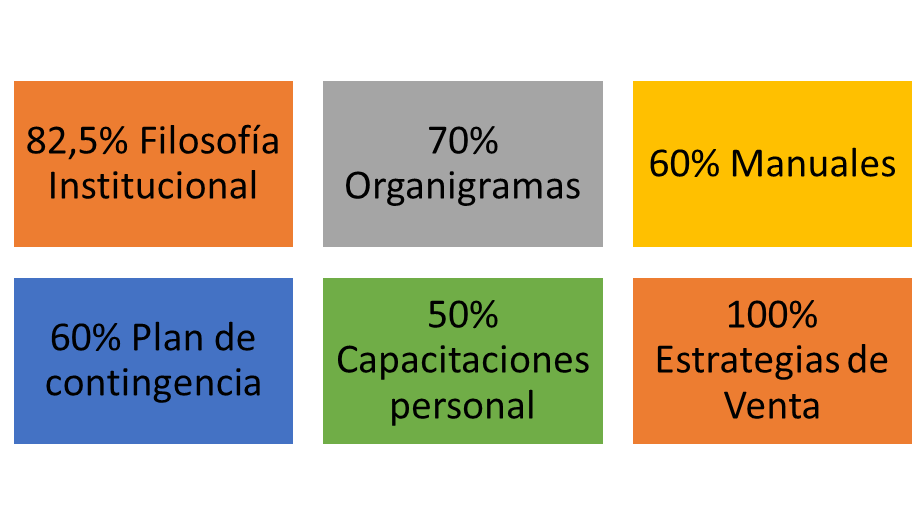 82,5% Filosofía
Institucional
70%
Organigramas
60% Manuales
60% Plan de
contingencia
50%
Capacitaciones
personal
100%
Estrategias de
Venta